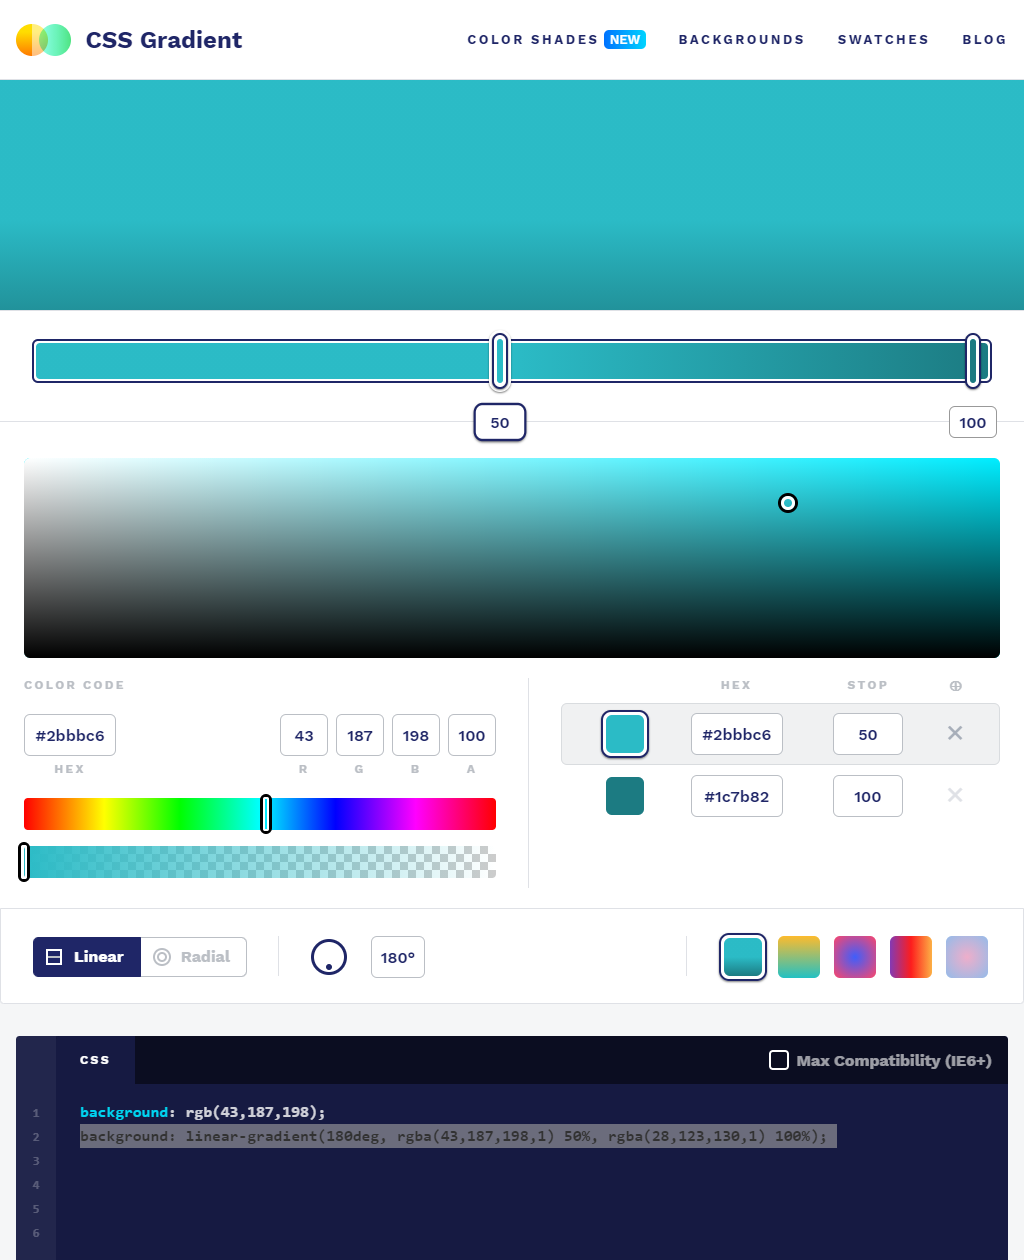 CSS Gradient
COLOR SHADES NEW BACKGROUNDS SWATCHES BLOG
50 100
COLOR CODE
#2bbbc6 43 187 198 100
HEX R G B A
HEX STOP
#2bbbc6 50
#1c7b82 100
Linear Radial 180°
CSS Max Compatibility (IE6+)
1 background: rgb(43,187,198);
2 background: linear-gradient(180deg, rgba(43,187,198,1) 50%, rgba(28,123,130,1) 100%);
3
4
5
6